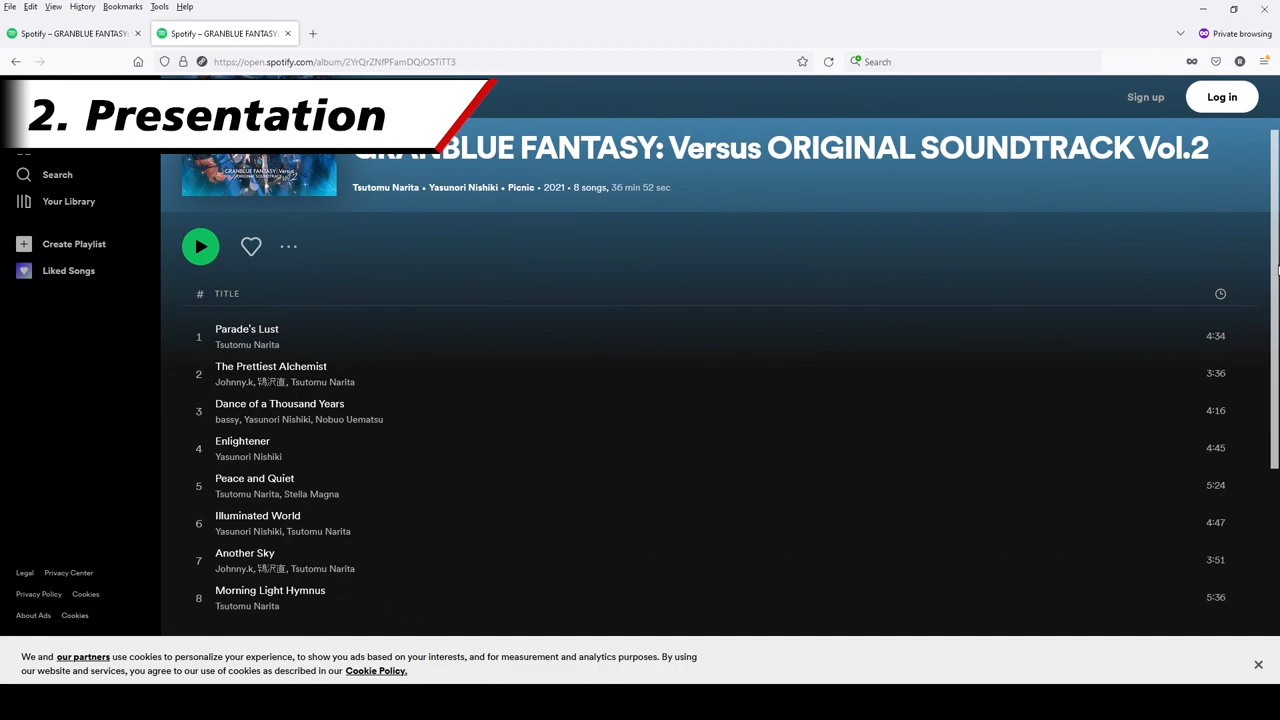 File Edit View History Bookmarks Tools Help
Spotify – GRANBLUE FANTASY:
Spotify – GRANBLUE FANTASY:
Private browsing
https://open.spotify.com/album/2YrQrZNfPFamDQiOSTiTT3
Search
2. Presentation
Sign up
Log in
GRANBLUE FANTASY: Versus ORIGINAL SOUNDTRACK Vol.2
GRANBLUE FANTASY: Versus
Tsutomu Narita • Yasunori Nishiki • Picnic • 2021 • 8 songs, 36 min 52 sec
Search
Your Library
Create Playlist
Liked Songs
# TITLE
1 Parade's Lust 4:34
Tsutomu Narita
2 The Prettiest Alchemist 3:36
Johnny.k, 鴇沢直, Tsutomu Narita
3 Dance of a Thousand Years 4:16
bassy, Yasunori Nishiki, Nobuo Uematsu
4 Enlightener 4:45
Yasunori Nishiki
5 Peace and Quiet 5:24
Tsutomu Narita, Stella Magna
6 Illuminated World 4:47
Yasunori Nishiki, Tsutomu Narita
7 Another Sky 3:51
Johnny.k, 鴇沢直, Tsutomu Narita
8 Morning Light Hymnus 5:36
Tsutomu Narita
Legal Privacy Center
Privacy Policy Cookies
About Ads Cookies
We and our partners use cookies to personalize your experience, to show you ads based on your interests, and for measurement and analytics purposes. By using
our website and services, you agree to our use of cookies as described in our Cookie Policy.